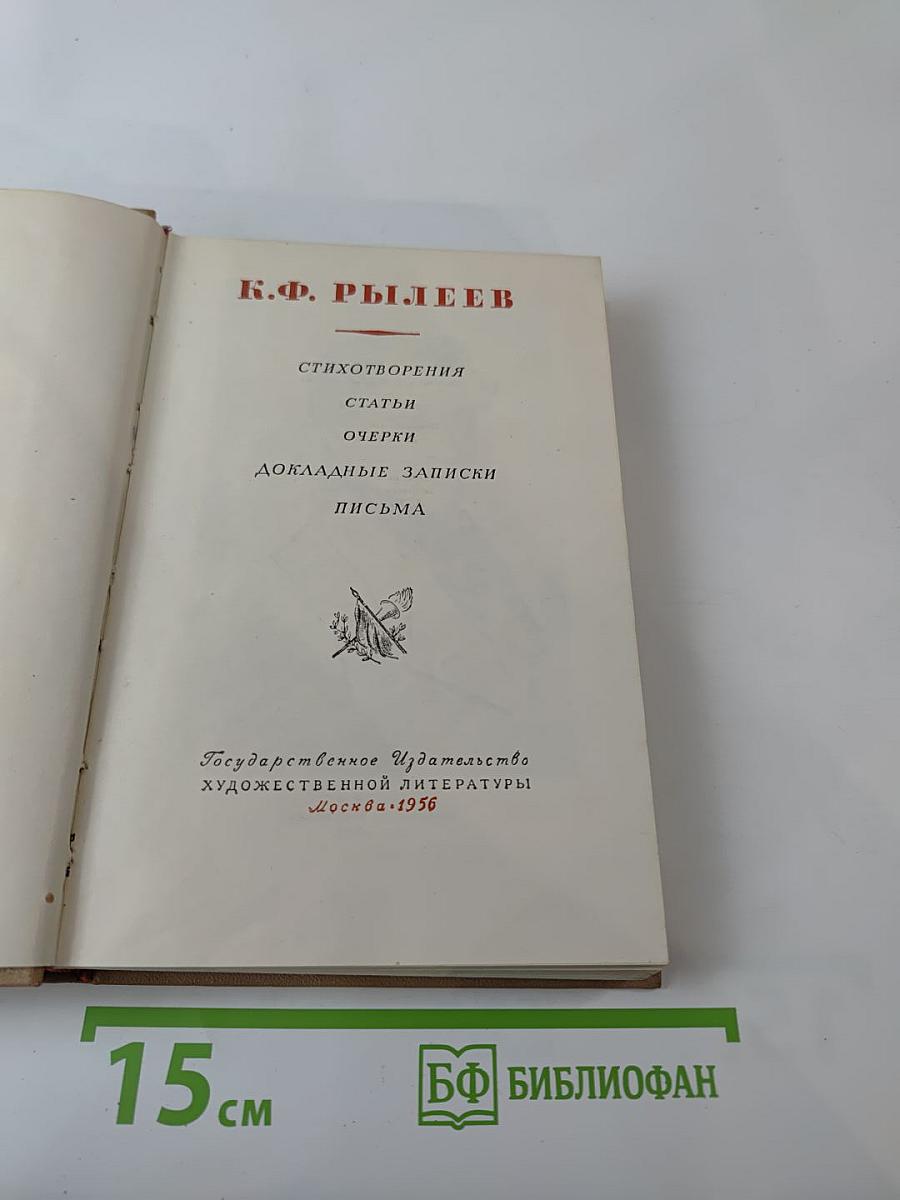 К.Ф. РЫЛЕЕВ
СТИХОТВОРЕНИЯ
СТАТЬИ
ОЧЕРКИ
ДОКЛАДНЫЕ ЗАПИСКИ
ПИСЬМА
Государственное Издательство
ХУДОЖЕСТВЕННОЙ ЛИТЕРАТУРЫ
Москва • 1956
15 см
БФ БИБЛИОФАН